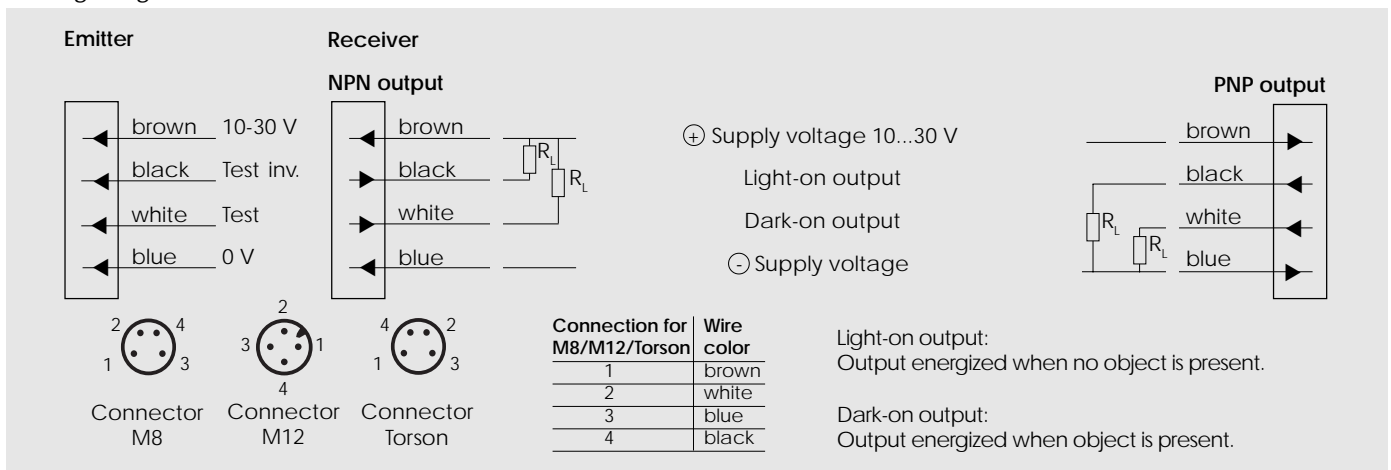 Emitter
Receiver
NPN output
PNP output
brown 10-30 V
black Test inv.
white Test
blue 0 V
brown
black
white
blue
R_L
R_L
(+) Supply voltage 10...30 V
Light-on output
Dark-on output
(-) Supply voltage
brown
black
white
blue
R_L
R_L
2 4
1 3
Connector
M8
2
3 1
4
Connector
M12
4 2
1 3
Connector
Torson
Connection for Wire
M8/M12/Torson color
1 brown
2 white
3 blue
4 black
Light-on output:
Output energized when no object is present.
Dark-on output:
Output energized when object is present.